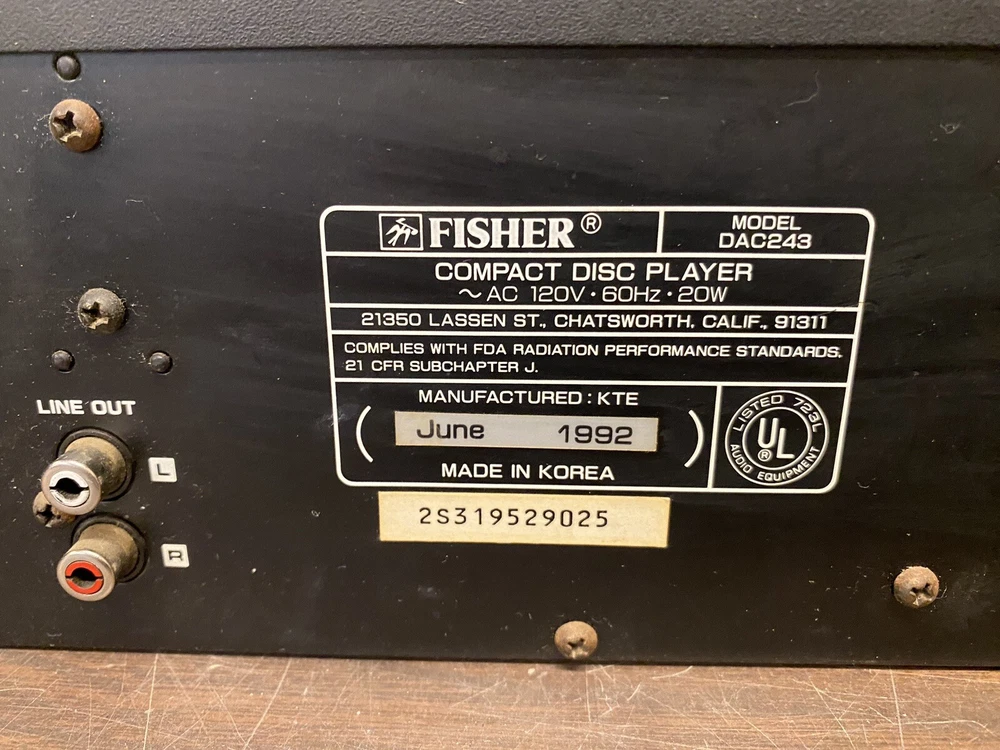 FISHER®
MODEL
DAC243
COMPACT DISC PLAYER
~ AC 120V · 60Hz · 20W
21350 LASSEN ST., CHATSWORTH, CALIF., 91311
COMPLIES WITH FDA RADIATION PERFORMANCE STANDARDS.
21 CFR SUBCHAPTER J.
MANUFACTURED : KTE
( June 1992 )
MADE IN KOREA
LISTED 723L
UL®
AUDIO EQUIPMENT
2S319529025
LINE OUT
L
R